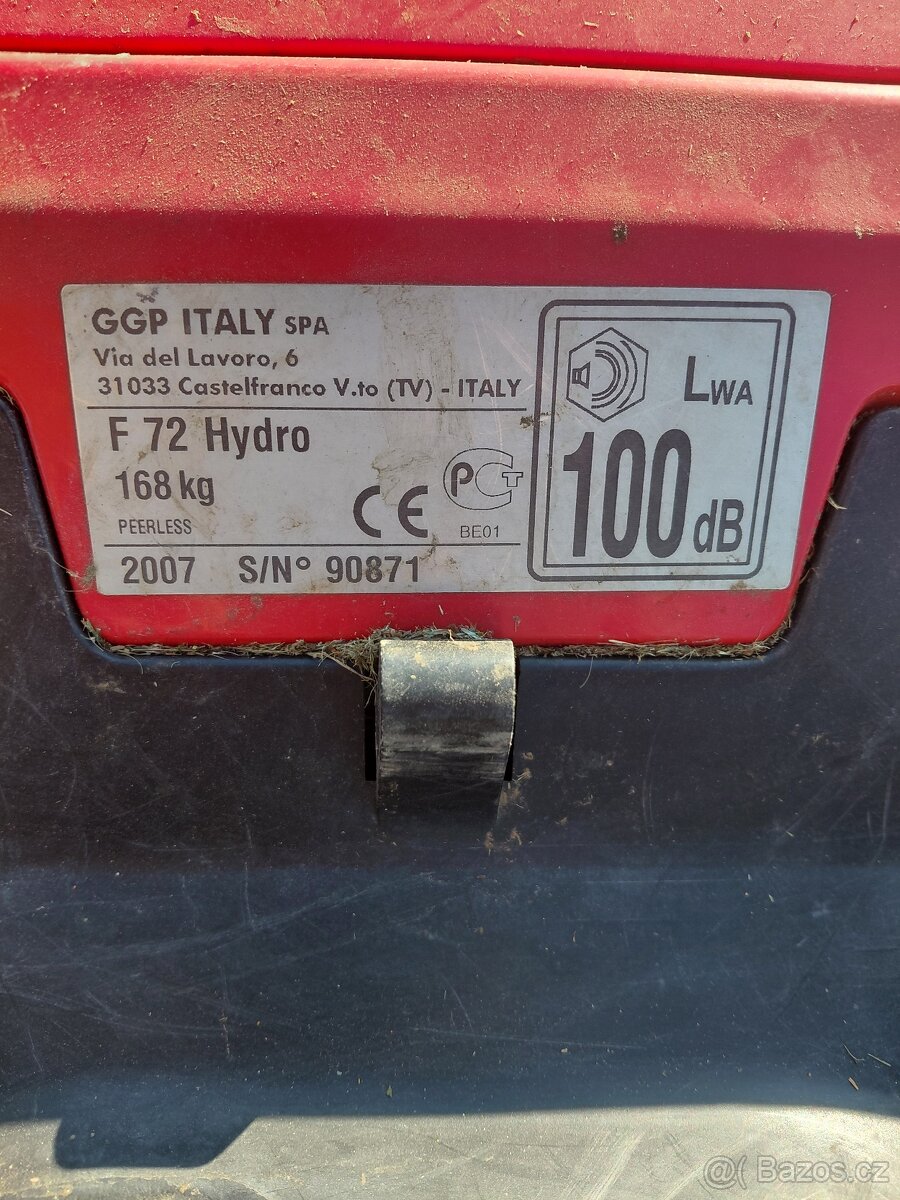 GGP ITALY SPA
Via del Lavoro, 6
31033 Castelfranco V.to (TV) - ITALY
F 72 Hydro
168 kg
PEERLESS
CE
PCT
BE01
2007 S/N° 90871
LWA
100 dB
Bazos.cz